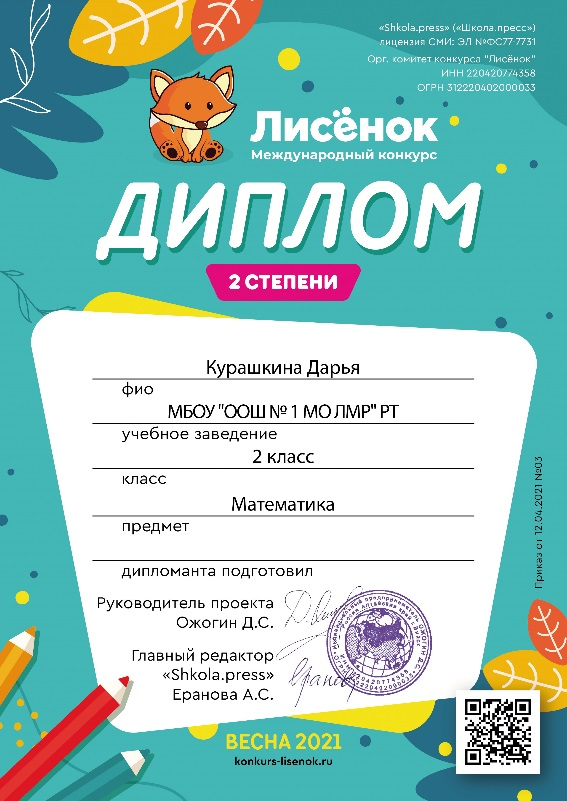 «Shkola.press» («Школа.пресс»)
лицензия СМИ: ЭЛ №ФС77-7731
Орг. комитет конкурса "Лисёнок"
ИНН 220420774358
ОГРН 312220402000033
Лисёнок
Международный конкурс
ДИПЛОМ
2 СТЕПЕНИ
Курашкина Дарья
фио
МБОУ "ООШ № 1 МО ЛМР" РТ
учебное заведение
2 класс
класс
Математика
предмет
дипломанта подготовил
Руководитель проекта
Ожогин Д.С.
Главный редактор
«Shkola.press»
Еранова А.С.
Приказ от 12.04.2021 №03
ВЕСНА 2021
konkurs-lisenok.ru